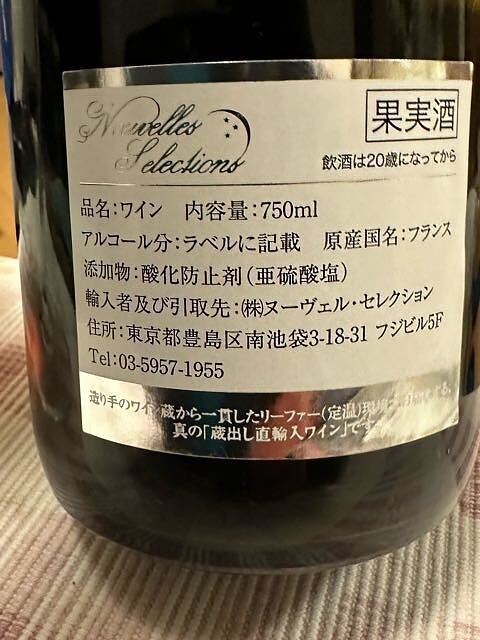 Nouvelles
Selections
果実酒
飲酒は20歳になってから
品名:ワイン 内容量:750ml
アルコール分:ラベルに記載 原産国名:フランス
添加物:酸化防止剤(亜硫酸塩)
輸入者及び引取先:㈱ヌーヴェル・セレクション
住所:東京都豊島区南池袋3-18-31 フジビル5F
Tel:03-5957-1955
造り手のワイン蔵から一貫したリーファー(定温)
真の「蔵出し直輸入ワイン」です